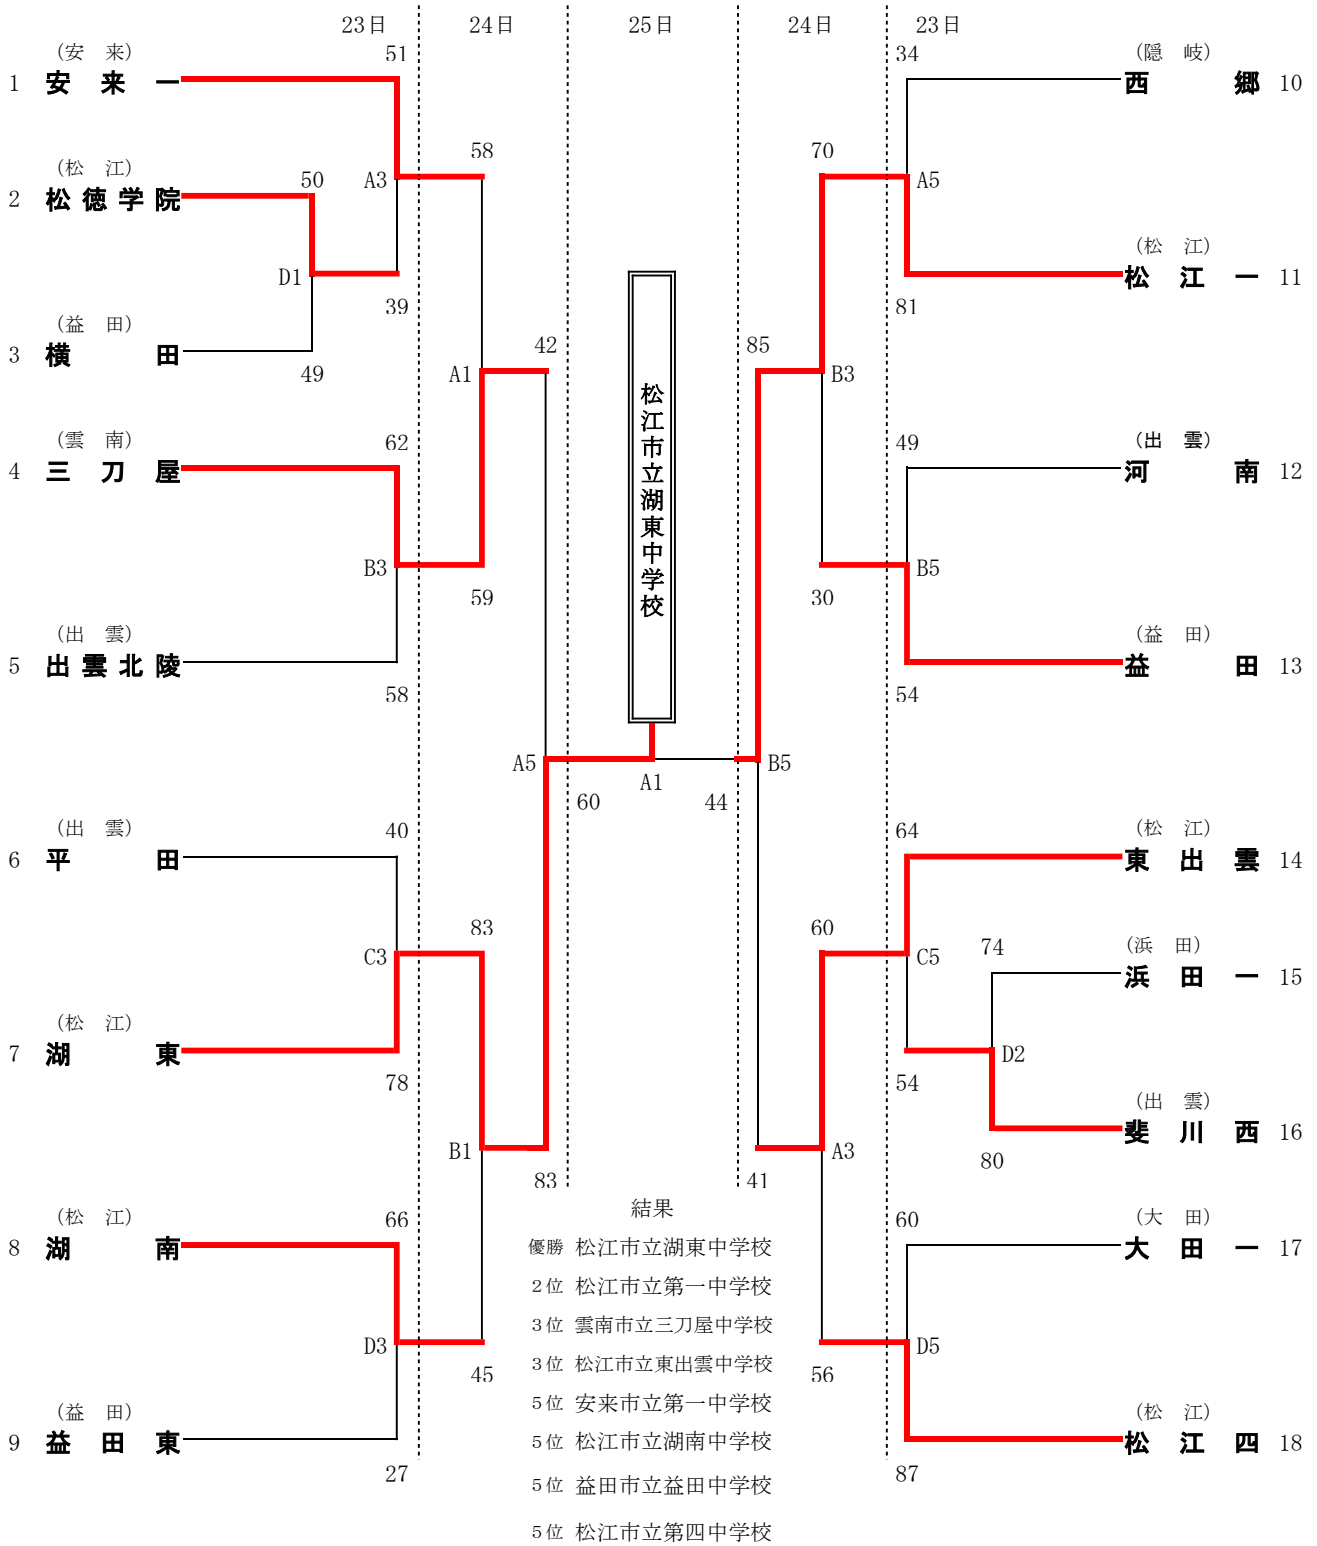 23日 24日 25日 24日 23日
(安 来) 51
1 安 来 一
(松 江) 50
2 松徳学院
A3 58
D1
39
(益 田)
3 横 田
49
42
A1
(雲 南) 62
4 三 刀 屋
B3
59
(出 雲)
5 出雲北陵
58
A5
60
(出 雲) 40
6 平 田
83
C3
(松 江)
7 湖 東
78
B1
83
(松 江) 66
8 湖 南
D3
45
(益 田)
9 益 田 東
27
松江市立湖東中学校
A1
34 (隠 岐)
西 郷 10
70
A5
(松 江)
松 江 一 11
81
85
B3
49 (出 雲)
河 南 12
B5
30
(益 田)
益 田 13
54
B5
44
64 (松 江)
東 出 雲 14
60
C5
74 (浜 田)
浜 田 一 15
D2
54
(出 雲)
斐 川 西 16
80
A3
41
60 (大 田)
大 田 一 17
D5
56
(松 江)
松 江 四 18
87
結果
優勝 松江市立湖東中学校
2位 松江市立第一中学校
3位 雲南市立三刀屋中学校
3位 松江市立東出雲中学校
5位 安来市立第一中学校
5位 松江市立湖南中学校
5位 益田市立益田中学校
5位 松江市立第四中学校